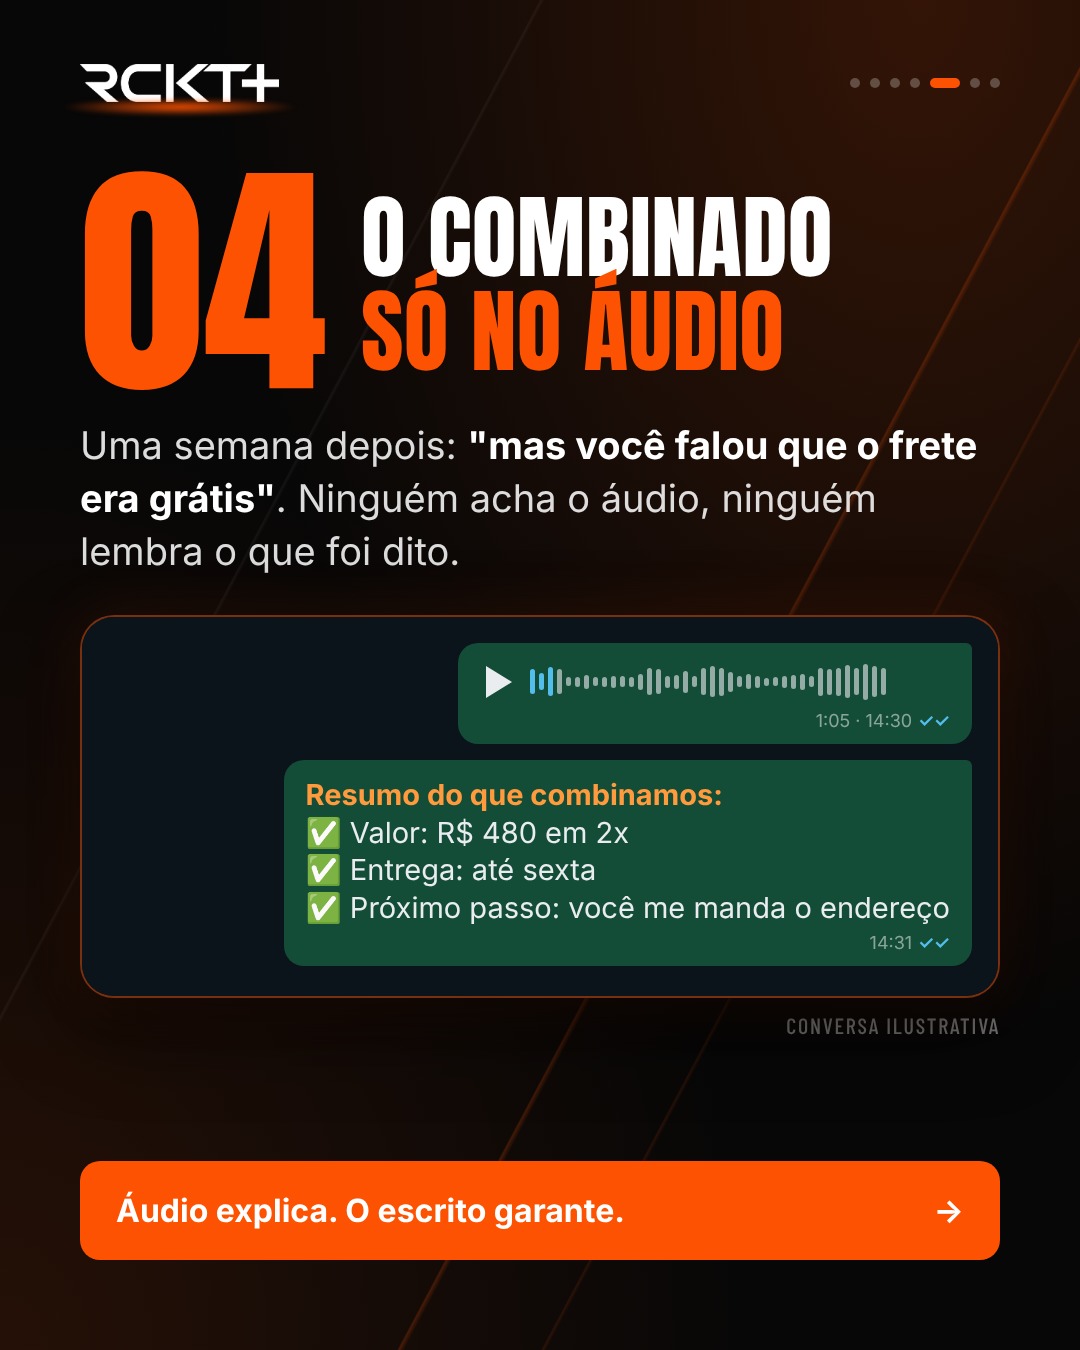 RCKT+
04
O COMBINADO
SÓ NO ÁUDIO
Uma semana depois: "mas você falou que o frete
era grátis". Ninguém acha o áudio, ninguém
lembra o que foi dito.
1:05 · 14:30
Resumo do que combinamos:
✅ Valor: R$ 480 em 2x
✅ Entrega: até sexta
✅ Próximo passo: você me manda o endereço
14:31
CONVERSA ILUSTRATIVA
Áudio explica. O escrito garante. →